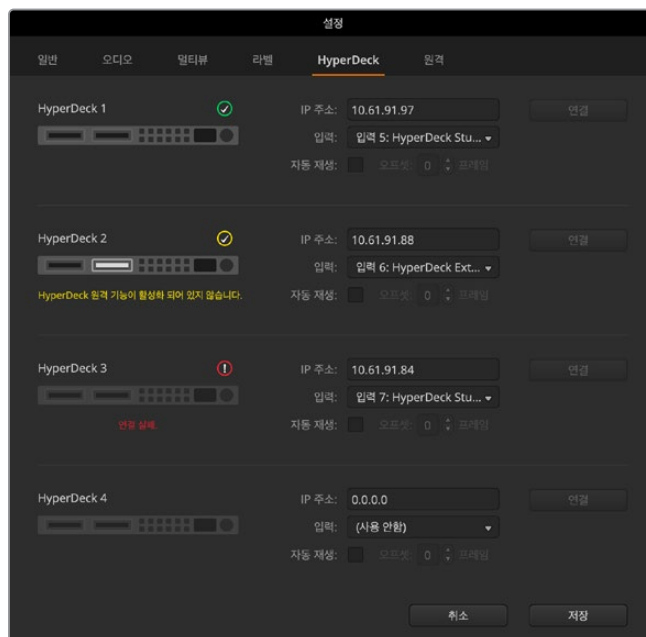 설정
일반 오디오 멀티뷰 라벨 HyperDeck 원격
HyperDeck 1 IP 주소: 10.61.91.97 연결
입력: 입력 5: HyperDeck Stu...
자동 재생: 오프셋: 0 프레임
HyperDeck 2 IP 주소: 10.61.91.88 연결
입력: 입력 6: HyperDeck Ext...
HyperDeck 원격 기능이 활성화 되어 있지 않습니다. 자동 재생: 오프셋: 0 프레임
HyperDeck 3 IP 주소: 10.61.91.84 연결
입력: 입력 7: HyperDeck Stu...
연결 실패. 자동 재생: 오프셋: 0 프레임
HyperDeck 4 IP 주소: 0.0.0.0 연결
입력: (사용 안함)
자동 재생: 오프셋: 0 프레임
취소 저장